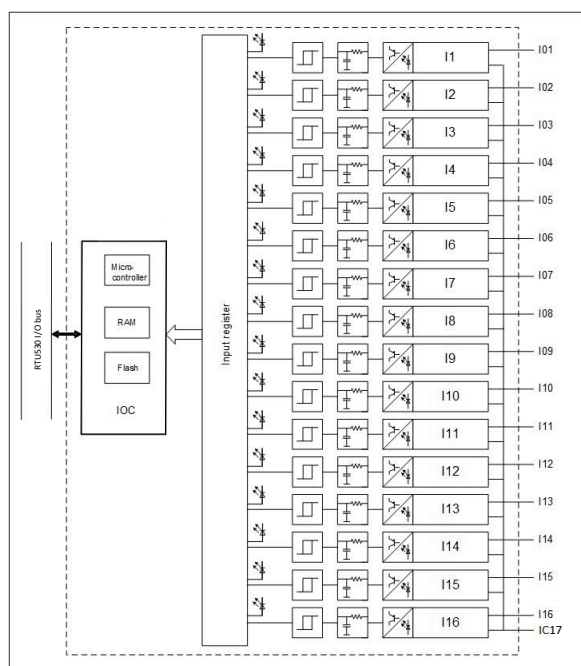 I1 I01
I2 I02
I3 I03
I4 I04
I5 I05
I6 I06
I7 I07
I8 I08
I9 I09
I10 I10
I11 I11
I12 I12
I13 I13
I14 I14
I15 I15
I16 I16
IC17
RTU530 I/O bus
Micro-
controller
RAM
Flash
IOC
Input register